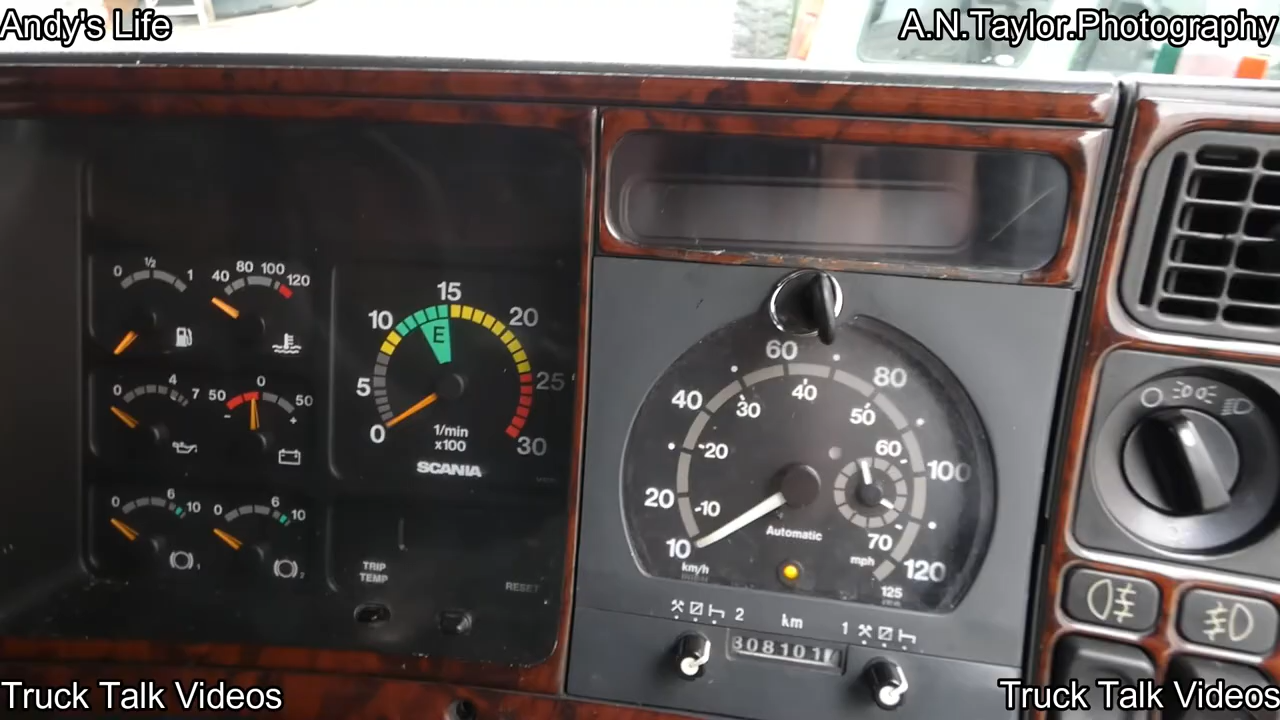 Andy's Life
A.N.Taylor.Photography
0 ½ 1
40 80 100 120
0 4 7
50 0 50
- +
0 6 10
1
0 6 10
2
0 5 10 15 20 25 30
E
1/min
x100
SCANIA
TRIP
TEMP
RESET
10 20 40 60 80 100 120
125
10 20 30 40 50 60 70
Automatic
km/h
mph
2 km 1
308101
Truck Talk Videos
Truck Talk Videos